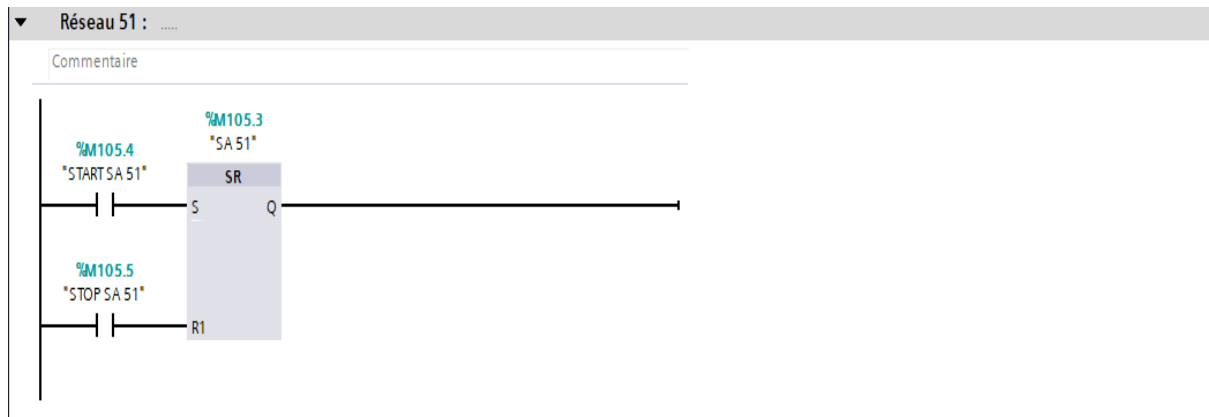 Réseau 51 : .....
Commentaire
%M105.3
"SA 51"
%M105.4
"START SA 51"
SR
S Q
%M105.5
"STOP SA 51"
R1